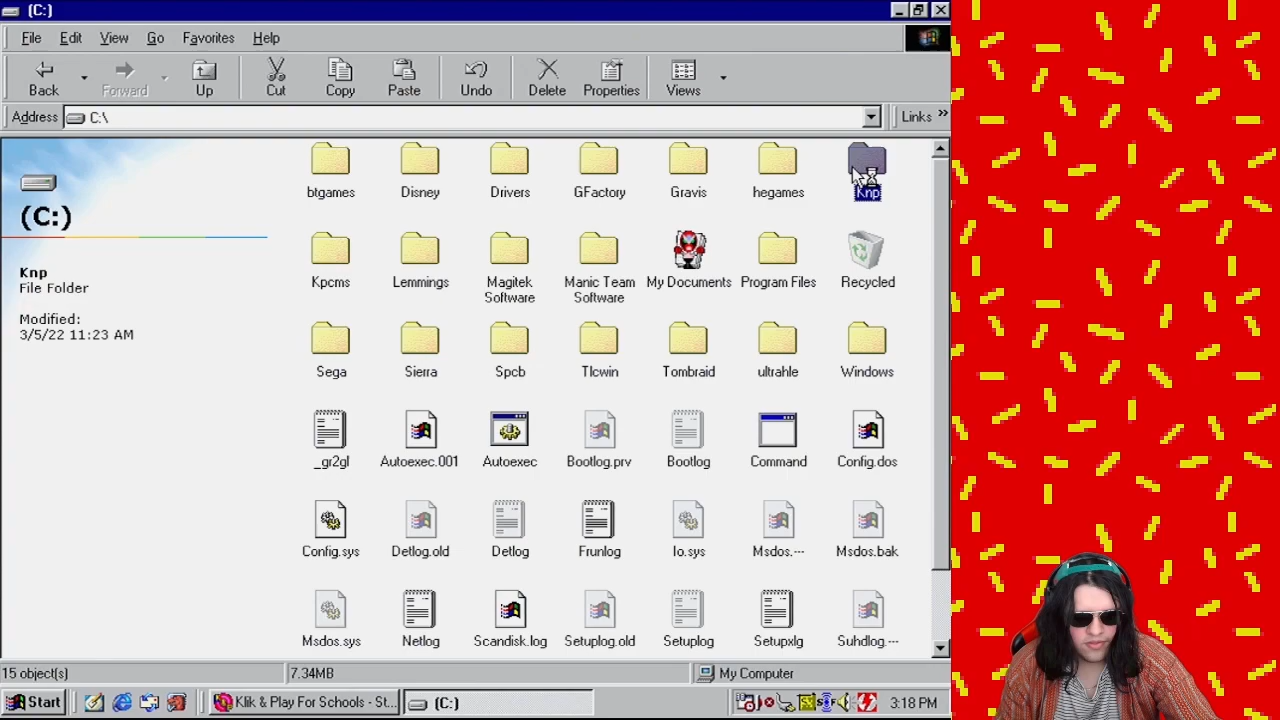 (C:)
File Edit View Go Favorites Help
Back Forward Up Cut Copy Paste Undo Delete Properties Views
Address C:\ Links »
(C:)
Knp
File Folder
Modified:
3/5/22 11:23 AM
btgames Disney Drivers GFactory Gravis hegames Knp
Kpcms Lemmings Magitek Software Manic Team Software My Documents Program Files Recycled
Sega Sierra Spcb Tlcwin Tombraid ultrahle Windows
_gr2gl Autoexec.001 Autoexec Bootlog.prv Bootlog Command Config.dos
Config.sys Detlog.old Detlog Frunlog Io.sys Msdos.--- Msdos.bak
Msdos.sys Netlog Scandisk.log Setuplog.old Setuplog Setupxlg Suhdlog.---
15 object(s) 7.34MB My Computer
Start Klik & Play For Schools - St... (C:) 3:18 PM